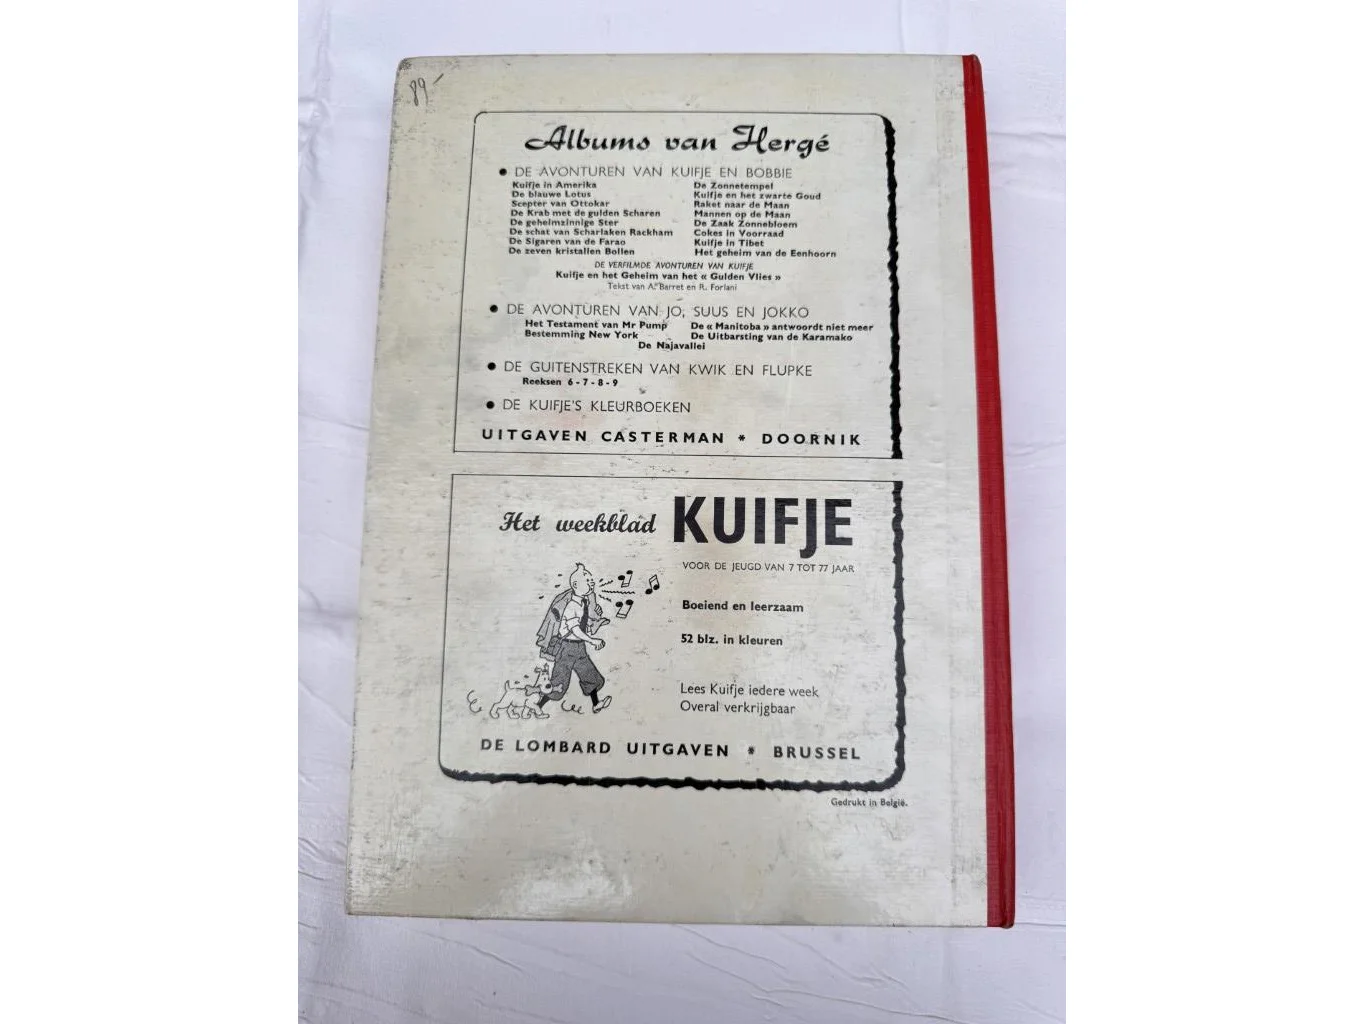 89-
Albums van Hergé
● DE AVONTUREN VAN KUIFJE EN BOBBIE
Kuifje in Amerika
De blauwe Lotus
Scepter van Ottokar
De Krab met de gulden Scharen
De geheimzinnige Ster
De schat van Scharlaken Rackham
De Sigaren van de Farao
De zeven kristallen Bollen
De Zonnetempel
Kuifje en het zwarte Goud
Raket naar de Maan
Mannen op de Maan
De Zaak Zonnebloem
Cokes in Voorraad
Kuifje in Tibet
Het geheim van de Eenhoorn
DE VERFILMDE AVONTUREN VAN KUIFJE
Kuifje en het Geheim van het « Gulden Vlies »
Tekst van A. Barret en R. Forlani
● DE AVONTUREN VAN JO, SUUS EN JOKKO
Het Testament van Mr Pump
Bestemming New York
De « Manitoba » antwoordt niet meer
De Uitbarsting van de Karamako
De Najavallei
● DE GUITENSTREKEN VAN KWIK EN FLUPKE
Reeksen 6 - 7 - 8 - 9
● DE KUIFJE'S KLEURBOEKEN
UITGAVEN CASTERMAN * DOORNIK
Het weekblad KUIFJE
VOOR DE JEUGD VAN 7 TOT 77 JAAR
Boeiend en leerzaam
52 blz. in kleuren
Lees Kuifje iedere week
Overal verkrijgbaar
DE LOMBARD UITGAVEN * BRUSSEL
Gedrukt in België.